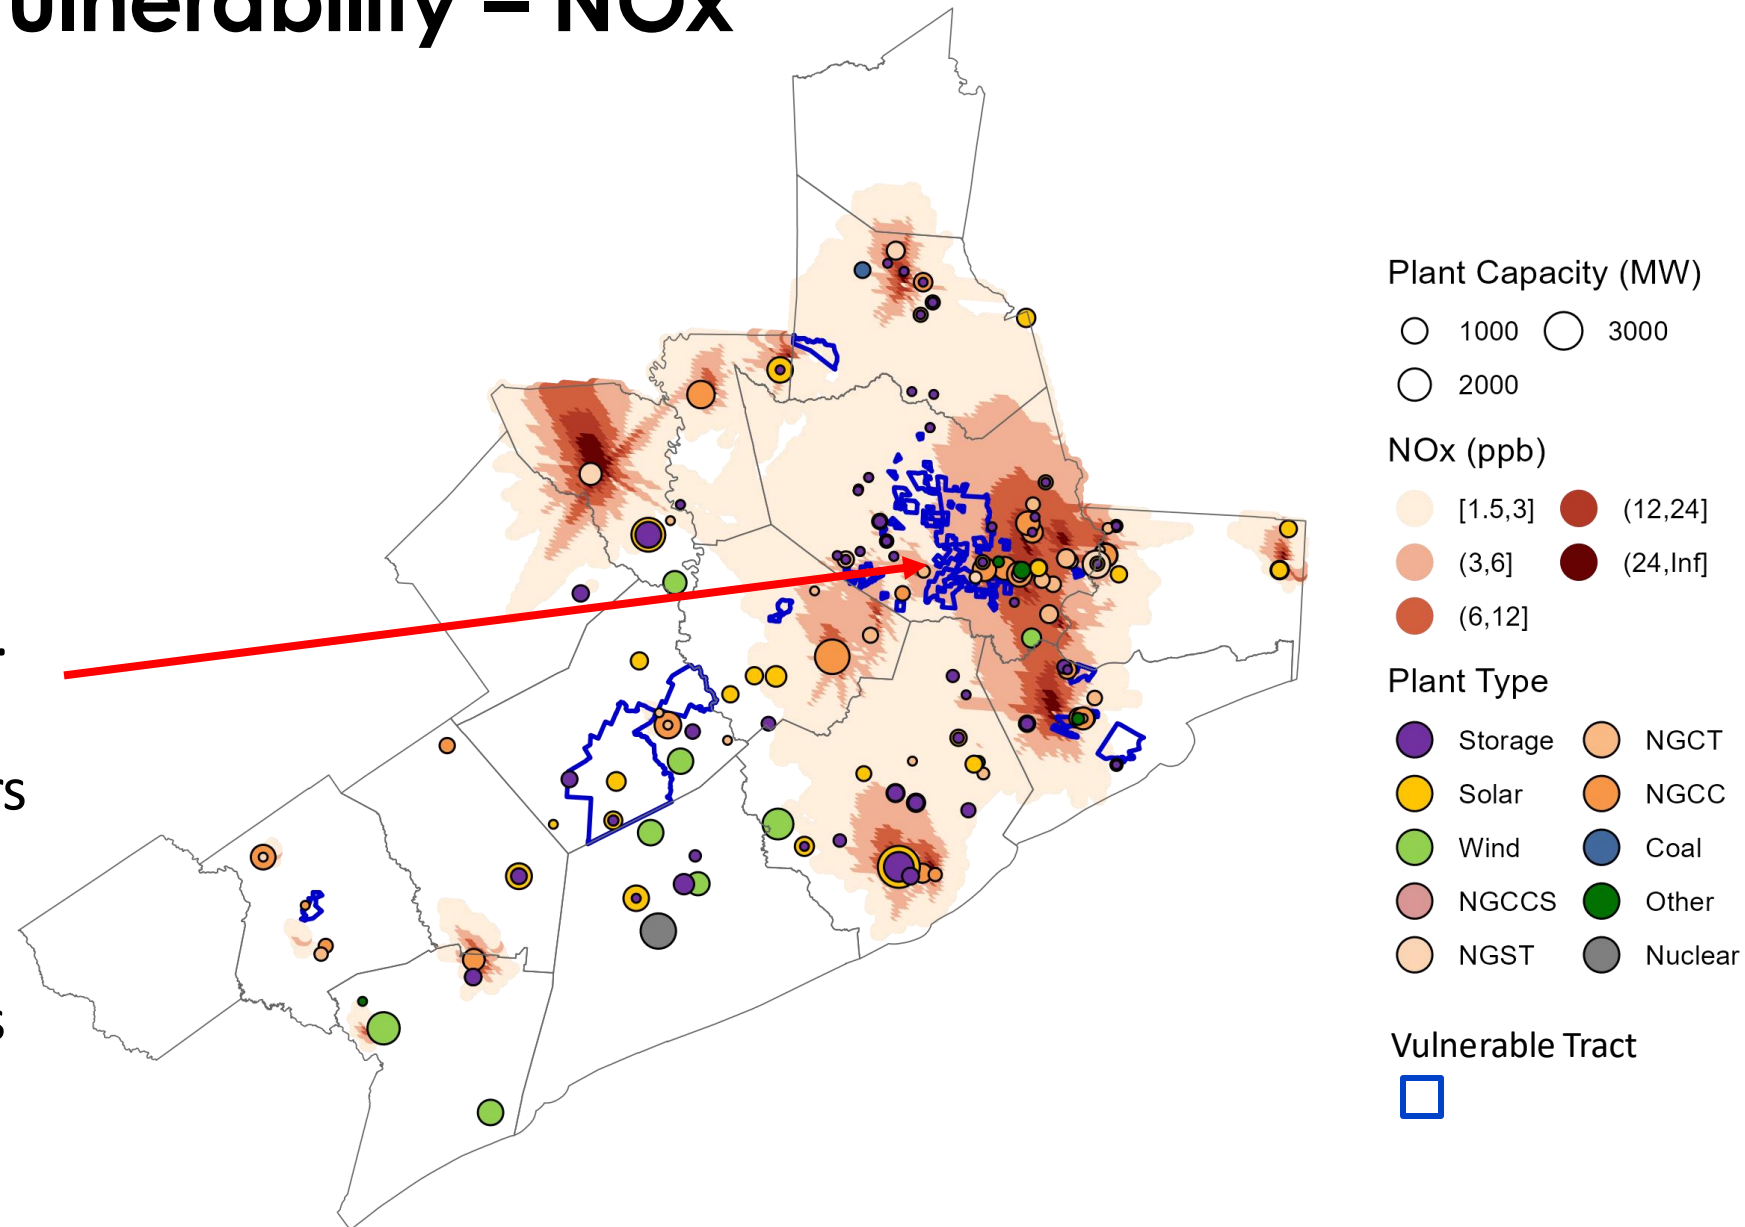 ulnerability – NOx
.
rs
s
Plant Capacity (MW)
1000 3000
2000
NOx (ppb)
[1.5,3] (12,24]
(3,6] (24,Inf]
(6,12]
Plant Type
Storage NGCT
Solar NGCC
Wind Coal
NGCCS Other
NGST Nuclear
Vulnerable Tract